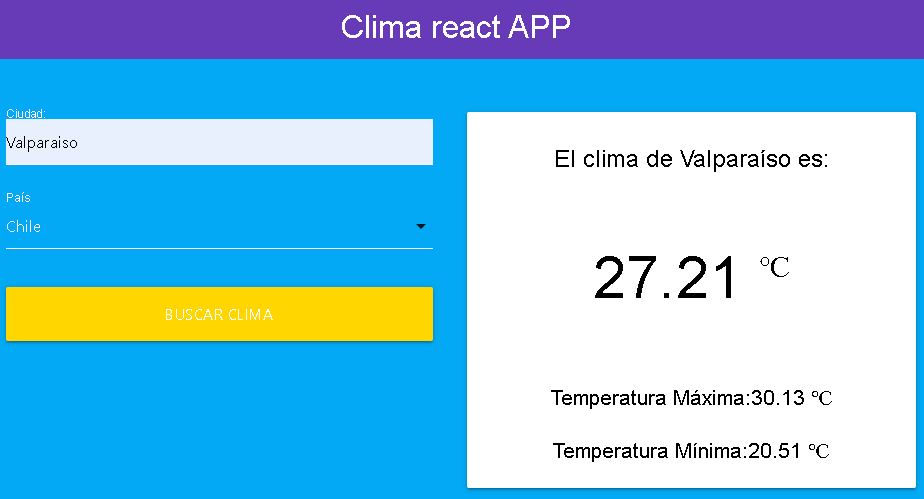 Clima react APP
Ciudad:
Valparaiso
País
Chile
BUSCAR CLIMA
El clima de Valparaíso es:
27.21 ℃
Temperatura Máxima:30.13 ℃
Temperatura Mínima:20.51 ℃